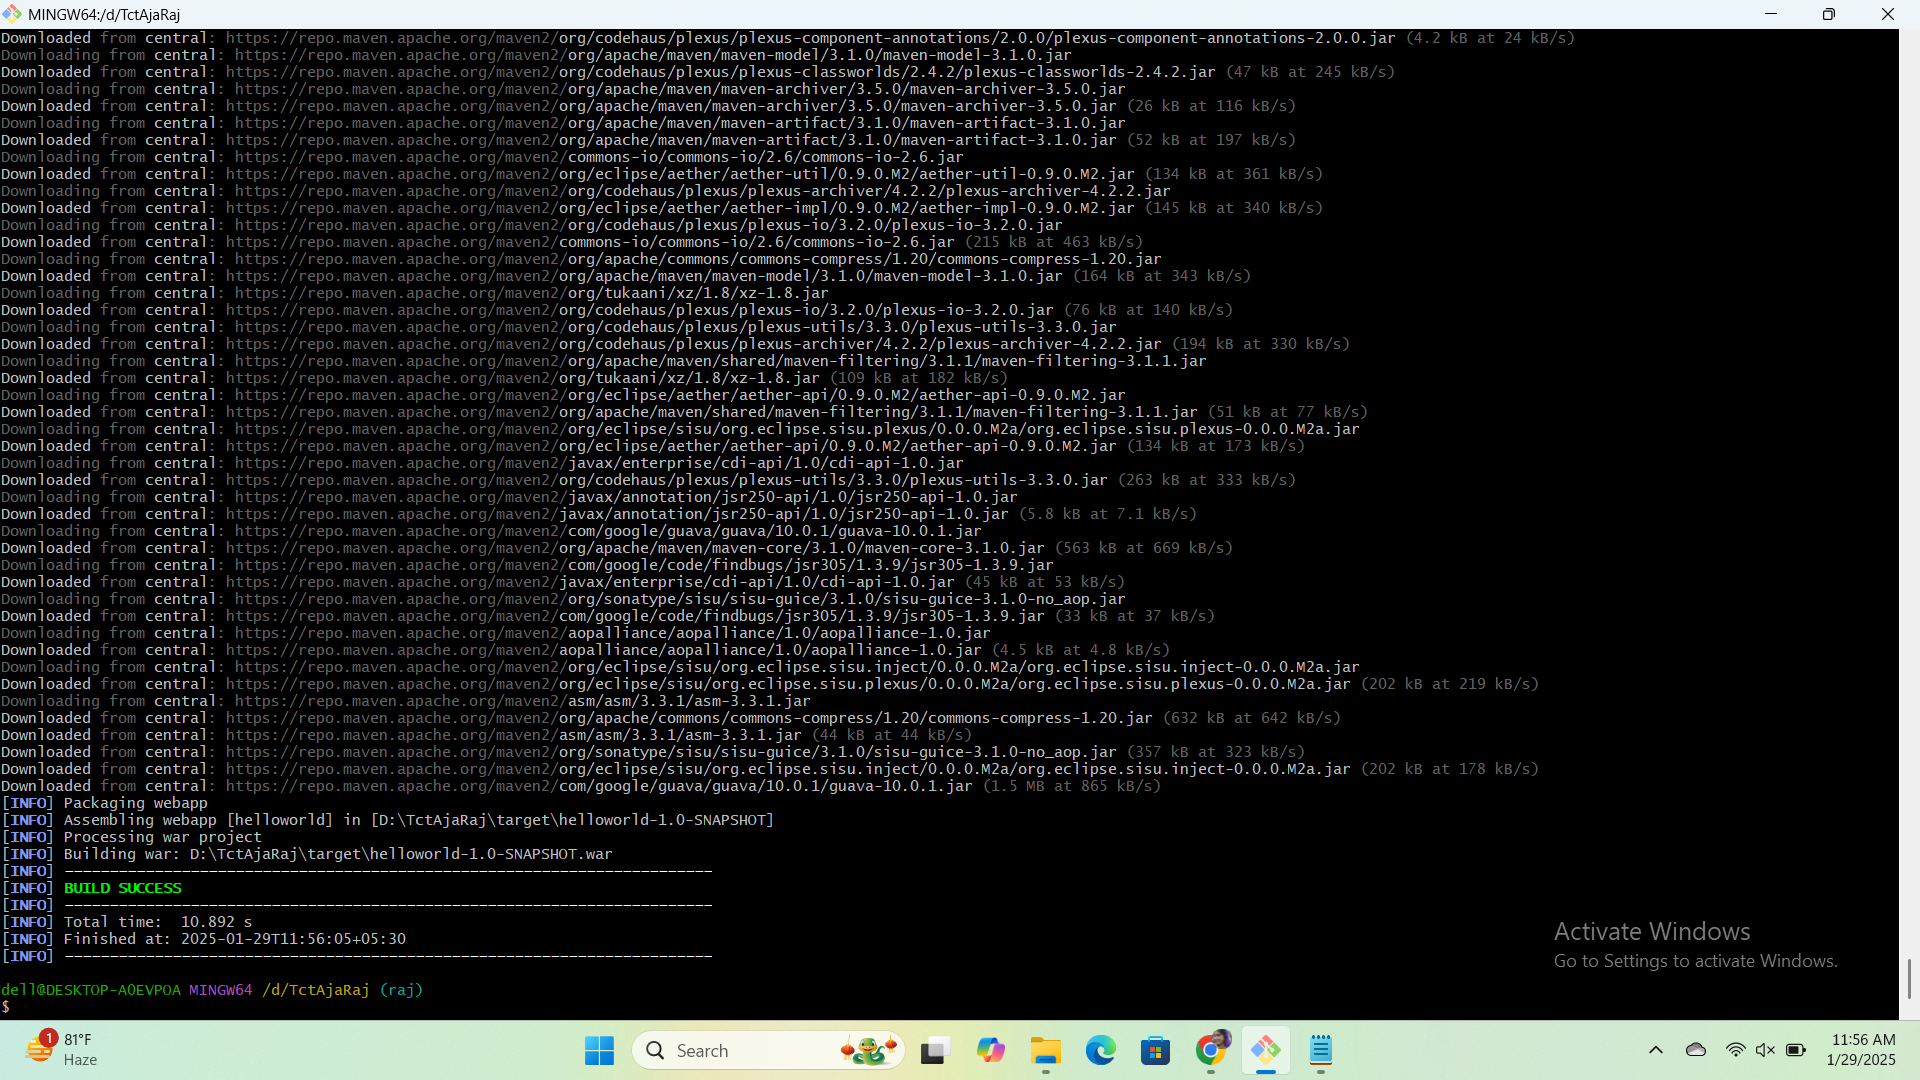 MINGW64:/d/TctAjaRaj
Downloaded from central: https://repo.maven.apache.org/maven2/org/codehaus/plexus/plexus-component-annotations/2.0.0/plexus-component-annotations-2.0.0.jar (4.2 kB at 24 kB/s)
Downloading from central: https://repo.maven.apache.org/maven2/org/apache/maven/maven-model/3.1.0/maven-model-3.1.0.jar
Downloaded from central: https://repo.maven.apache.org/maven2/org/codehaus/plexus/plexus-classworlds/2.4.2/plexus-classworlds-2.4.2.jar (47 kB at 245 kB/s)
Downloading from central: https://repo.maven.apache.org/maven2/org/apache/maven/maven-archiver/3.5.0/maven-archiver-3.5.0.jar
Downloaded from central: https://repo.maven.apache.org/maven2/org/apache/maven/maven-archiver/3.5.0/maven-archiver-3.5.0.jar (26 kB at 116 kB/s)
Downloading from central: https://repo.maven.apache.org/maven2/org/apache/maven/maven-artifact/3.1.0/maven-artifact-3.1.0.jar
Downloaded from central: https://repo.maven.apache.org/maven2/org/apache/maven/maven-artifact/3.1.0/maven-artifact-3.1.0.jar (52 kB at 197 kB/s)
Downloading from central: https://repo.maven.apache.org/maven2/commons-io/commons-io/2.6/commons-io-2.6.jar
Downloaded from central: https://repo.maven.apache.org/maven2/org/eclipse/aether/aether-util/0.9.0.M2/aether-util-0.9.0.M2.jar (134 kB at 361 kB/s)
Downloading from central: https://repo.maven.apache.org/maven2/org/codehaus/plexus/plexus-archiver/4.2.2/plexus-archiver-4.2.2.jar
Downloaded from central: https://repo.maven.apache.org/maven2/org/eclipse/aether/aether-impl/0.9.0.M2/aether-impl-0.9.0.M2.jar (145 kB at 340 kB/s)
Downloading from central: https://repo.maven.apache.org/maven2/org/codehaus/plexus/plexus-io/3.2.0/plexus-io-3.2.0.jar
Downloaded from central: https://repo.maven.apache.org/maven2/commons-io/commons-io/2.6/commons-io-2.6.jar (215 kB at 463 kB/s)
Downloading from central: https://repo.maven.apache.org/maven2/org/apache/commons/commons-compress/1.20/commons-compress-1.20.jar
Downloaded from central: https://repo.maven.apache.org/maven2/org/apache/maven/maven-model/3.1.0/maven-model-3.1.0.jar (164 kB at 343 kB/s)
Downloading from central: https://repo.maven.apache.org/maven2/org/tukaani/xz/1.8/xz-1.8.jar
Downloaded from central: https://repo.maven.apache.org/maven2/org/codehaus/plexus/plexus-io/3.2.0/plexus-io-3.2.0.jar (76 kB at 140 kB/s)
Downloading from central: https://repo.maven.apache.org/maven2/org/codehaus/plexus/plexus-utils/3.3.0/plexus-utils-3.3.0.jar
Downloaded from central: https://repo.maven.apache.org/maven2/org/codehaus/plexus/plexus-archiver/4.2.2/plexus-archiver-4.2.2.jar (194 kB at 330 kB/s)
Downloading from central: https://repo.maven.apache.org/maven2/org/apache/maven/shared/maven-filtering/3.1.1/maven-filtering-3.1.1.jar
Downloaded from central: https://repo.maven.apache.org/maven2/org/tukaani/xz/1.8/xz-1.8.jar (109 kB at 182 kB/s)
Downloading from central: https://repo.maven.apache.org/maven2/org/eclipse/aether/aether-api/0.9.0.M2/aether-api-0.9.0.M2.jar
Downloaded from central: https://repo.maven.apache.org/maven2/org/apache/maven/shared/maven-filtering/3.1.1/maven-filtering-3.1.1.jar (51 kB at 77 kB/s)
Downloading from central: https://repo.maven.apache.org/maven2/org/eclipse/sisu/org.eclipse.sisu.plexus/0.0.0.M2a/org.eclipse.sisu.plexus-0.0.0.M2a.jar
Downloaded from central: https://repo.maven.apache.org/maven2/org/eclipse/aether/aether-api/0.9.0.M2/aether-api-0.9.0.M2.jar (134 kB at 173 kB/s)
Downloading from central: https://repo.maven.apache.org/maven2/javax/enterprise/cdi-api/1.0/cdi-api-1.0.jar
Downloaded from central: https://repo.maven.apache.org/maven2/org/codehaus/plexus/plexus-utils/3.3.0/plexus-utils-3.3.0.jar (263 kB at 333 kB/s)
Downloading from central: https://repo.maven.apache.org/maven2/javax/annotation/jsr250-api/1.0/jsr250-api-1.0.jar
Downloaded from central: https://repo.maven.apache.org/maven2/javax/annotation/jsr250-api/1.0/jsr250-api-1.0.jar (5.8 kB at 7.1 kB/s)
Downloading from central: https://repo.maven.apache.org/maven2/com/google/guava/guava/10.0.1/guava-10.0.1.jar
Downloaded from central: https://repo.maven.apache.org/maven2/org/apache/maven/maven-core/3.1.0/maven-core-3.1.0.jar (563 kB at 669 kB/s)
Downloading from central: https://repo.maven.apache.org/maven2/com/google/code/findbugs/jsr305/1.3.9/jsr305-1.3.9.jar
Downloaded from central: https://repo.maven.apache.org/maven2/javax/enterprise/cdi-api/1.0/cdi-api-1.0.jar (45 kB at 53 kB/s)
Downloading from central: https://repo.maven.apache.org/maven2/org/sonatype/sisu/sisu-guice/3.1.0/sisu-guice-3.1.0-no_aop.jar
Downloaded from central: https://repo.maven.apache.org/maven2/com/google/code/findbugs/jsr305/1.3.9/jsr305-1.3.9.jar (33 kB at 37 kB/s)
Downloading from central: https://repo.maven.apache.org/maven2/aopalliance/aopalliance/1.0/aopalliance-1.0.jar
Downloaded from central: https://repo.maven.apache.org/maven2/aopalliance/aopalliance/1.0/aopalliance-1.0.jar (4.5 kB at 4.8 kB/s)
Downloading from central: https://repo.maven.apache.org/maven2/org/eclipse/sisu/org.eclipse.sisu.inject/0.0.0.M2a/org.eclipse.sisu.inject-0.0.0.M2a.jar
Downloaded from central: https://repo.maven.apache.org/maven2/org/eclipse/sisu/org.eclipse.sisu.plexus/0.0.0.M2a/org.eclipse.sisu.plexus-0.0.0.M2a.jar (202 kB at 219 kB/s)
Downloading from central: https://repo.maven.apache.org/maven2/asm/asm/3.3.1/asm-3.3.1.jar
Downloaded from central: https://repo.maven.apache.org/maven2/org/apache/commons/commons-compress/1.20/commons-compress-1.20.jar (632 kB at 642 kB/s)
Downloaded from central: https://repo.maven.apache.org/maven2/asm/asm/3.3.1/asm-3.3.1.jar (44 kB at 44 kB/s)
Downloaded from central: https://repo.maven.apache.org/maven2/org/sonatype/sisu/sisu-guice/3.1.0/sisu-guice-3.1.0-no_aop.jar (357 kB at 323 kB/s)
Downloaded from central: https://repo.maven.apache.org/maven2/org/eclipse/sisu/org.eclipse.sisu.inject/0.0.0.M2a/org.eclipse.sisu.inject-0.0.0.M2a.jar (202 kB at 178 kB/s)
Downloaded from central: https://repo.maven.apache.org/maven2/com/google/guava/guava/10.0.1/guava-10.0.1.jar (1.5 MB at 865 kB/s)
[INFO] Packaging webapp
[INFO] Assembling webapp [helloworld] in [D:\TctAjaRaj\target\helloworld-1.0-SNAPSHOT]
[INFO] Processing war project
[INFO] Building war: D:\TctAjaRaj\target\helloworld-1.0-SNAPSHOT.war
[INFO] ------------------------------------------------------------------------
[INFO] BUILD SUCCESS
[INFO] ------------------------------------------------------------------------
[INFO] Total time:  10.892 s
[INFO] Finished at: 2025-01-29T11:56:05+05:30
[INFO] ------------------------------------------------------------------------
Activate Windows
Go to Settings to activate Windows.
dell@DESKTOP-A0EVPOA MINGW64 /d/TctAjaRaj (raj)
$
1
81°F
Haze
Search
11:56 AM
1/29/2025